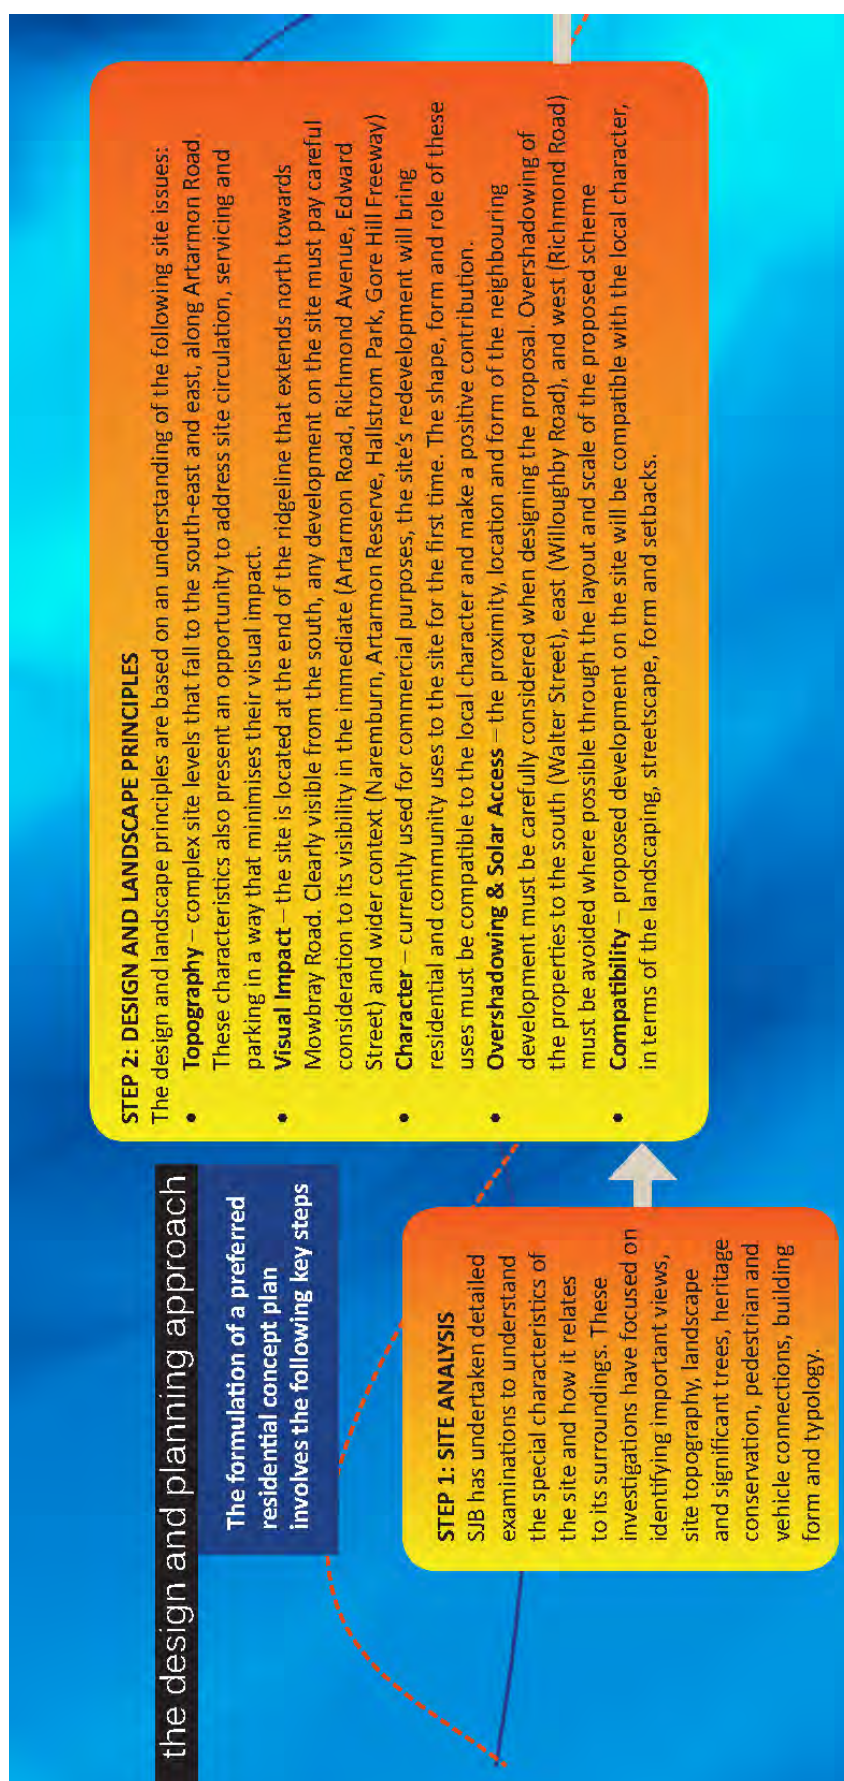 the design and planning approach
The formulation of a preferred
residential concept plan
involves the following key steps
STEP 1: SITE ANALYSIS
SJB has undertaken detailed
examinations to understand
the special characteristics of
the site and how it relates
to its surroundings. These
investigations have focused on
identifying important views,
site topography, landscape
and significant trees, heritage
conservation, pedestrian and
vehicle connections, building
form and typology.
STEP 2: DESIGN AND LANDSCAPE PRINCIPLES
The design and landscape principles are based on an understanding of the following site issues:
• Topography – complex site levels that fall to the south-east and east, along Artarmon Road.
These characteristics also present an opportunity to address site circulation, servicing and
parking in a way that minimises their visual impact.
• Visual Impact – the site is located at the end of the ridgeline that extends north towards
Mowbray Road. Clearly visible from the south, any development on the site must pay careful
consideration to its visibility in the immediate (Artarmon Road, Richmond Avenue, Edward
Street) and wider context (Naremburn, Artarmon Reserve, Hallstrom Park, Gore Hill Freeway)
• Character – currently used for commercial purposes, the site's redevelopment will bring
residential and community uses to the site for the first time. The shape, form and role of these
uses must be compatible to the local character and make a positive contribution.
• Overshadowing & Solar Access – the proximity, location and form of the neighbouring
development must be carefully considered when designing the proposal. Overshadowing of
the properties to the south (Walter Street), east (Willoughby Road), and west (Richmond Road)
must be avoided where possible through the layout and scale of the proposed scheme
• Compatibility – proposed development on the site will be compatible with the local character,
in terms of the landscaping, streetscape, form and setbacks.